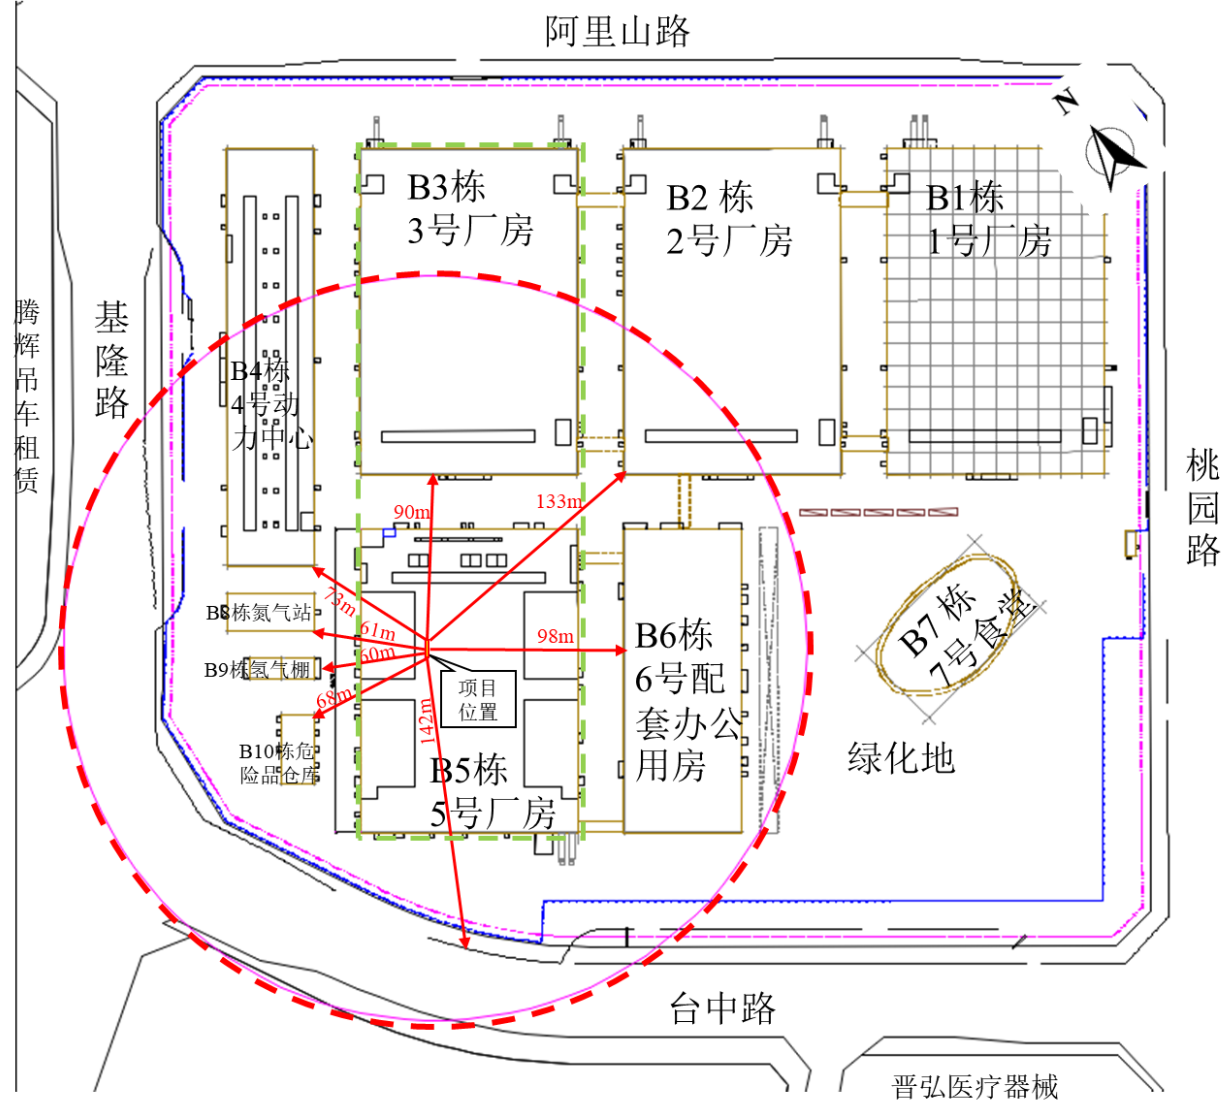 阿里山路
N
B3栋
3号厂房
B2 栋
2号厂房
B1栋
1号厂房
腾辉吊车租赁
基隆路
B4栋
4号动
力中心
桃园路
90m
133m
73m
B8栋氮气站
61m
98m
B9栋氢气棚
60m
68m
142m
项目
位置
B10栋危
险品仓库
B5栋
5号厂房
B6栋
6号配
套办公
用房
B7 栋
7号食堂
绿化地
台中路
晋弘医疗器械